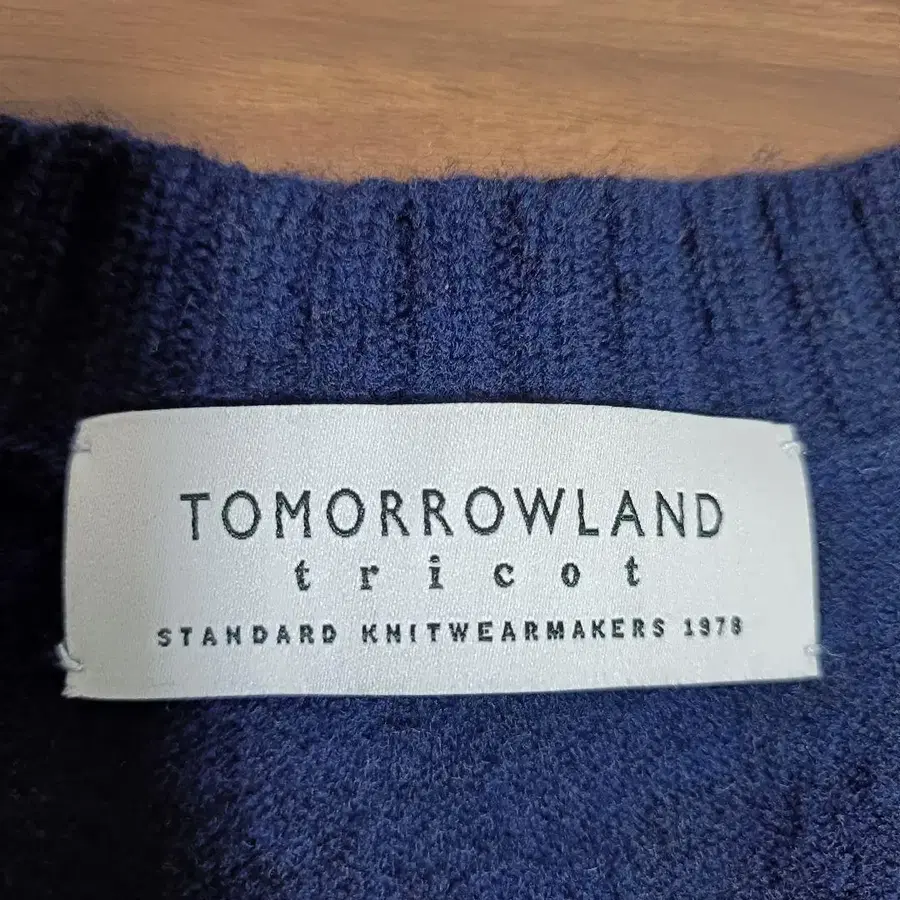 TOMORROWLAND
tricot
STANDARD KNITWEARMAKERS 1978